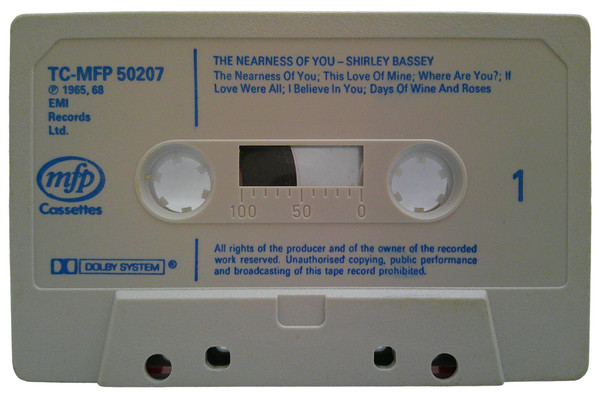 THE NEARNESS OF YOU – SHIRLEY BASSEY
The Nearness Of You; This Love Of Mine; Where Are You?; If
Love Were All; I Believe In You; Days Of Wine And Roses
TC-MFP 50207
℗ 1965, 68
EMI
Records
Ltd.
mfp
Cassettes
100 50 0
1
DOLBY SYSTEM ®
All rights of the producer and of the owner of the recorded
work reserved. Unauthorised copying, public performance
and broadcasting of this tape record prohibited.